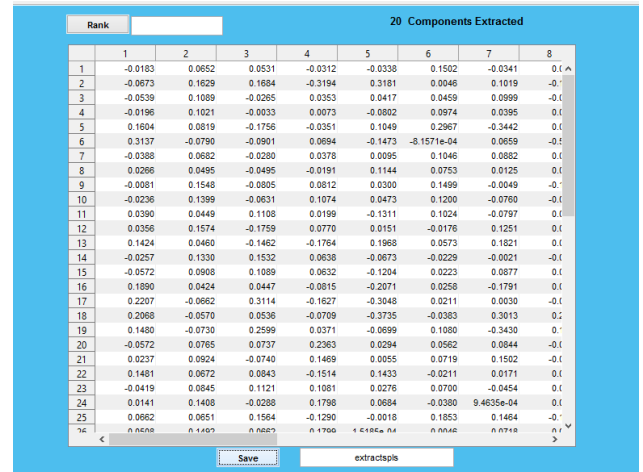 Rank 20 Components Extracted
1 2 3 4 5 6 7 8
1 -0.0183 0.0652 0.0531 -0.0312 -0.0338 0.1502 -0.0341
2 -0.0673 0.1629 0.1684 -0.3194 0.3181 0.0046 0.1019
3 -0.0539 0.1089 -0.0265 0.0353 0.0417 0.0459 0.0999
4 -0.0196 0.1021 -0.0033 0.0073 -0.0802 0.0974 0.0395
5 0.1604 0.0819 -0.1756 -0.0351 0.1049 0.2967 -0.3442
6 0.3137 -0.0790 -0.0901 0.0694 -0.1473 -8.1571e-04 0.0659
7 -0.0388 0.0682 -0.0280 0.0378 0.0095 0.1046 0.0882
8 0.0266 0.0495 -0.0495 -0.0191 0.1144 0.0753 0.0125
9 -0.0081 0.1548 -0.0805 0.0812 0.0300 0.1499 -0.0049
10 -0.0236 0.1399 -0.0631 0.1074 0.0473 0.1200 -0.0760
11 0.0390 0.0449 0.1108 0.0199 -0.1311 0.1024 -0.0797
12 0.0356 0.1574 -0.1759 0.0770 0.0151 -0.0176 0.1251
13 0.1424 0.0460 -0.1462 -0.1764 0.1968 0.0573 0.1821
14 -0.0257 0.1330 0.1532 0.0638 -0.0673 -0.0229 -0.0021
15 -0.0572 0.0908 0.1089 0.0632 -0.1204 0.0223 0.0877
16 0.1890 0.0424 0.0447 -0.0815 -0.2071 0.0258 -0.1791
17 0.2207 -0.0662 0.3114 -0.1627 -0.3048 0.0211 0.0030
18 0.2068 -0.0570 0.0536 -0.0709 -0.3735 -0.0383 0.3013
19 0.1480 -0.0730 0.2599 0.0371 -0.0699 0.1080 -0.3430
20 -0.0572 0.0765 0.0737 0.2363 0.0294 0.0562 0.0844
21 0.0237 0.0924 -0.0740 0.1469 0.0055 0.0719 0.1502
22 0.1481 0.0672 0.0843 -0.1514 0.1433 -0.0211 0.0171
23 -0.0419 0.0845 0.1121 0.1081 0.0276 0.0700 -0.0454
24 0.0141 0.1408 -0.0288 0.1798 0.0684 -0.0380 9.4635e-04
25 0.0662 0.0651 0.1564 -0.1290 -0.0018 0.1853 0.1464
Save extractspls